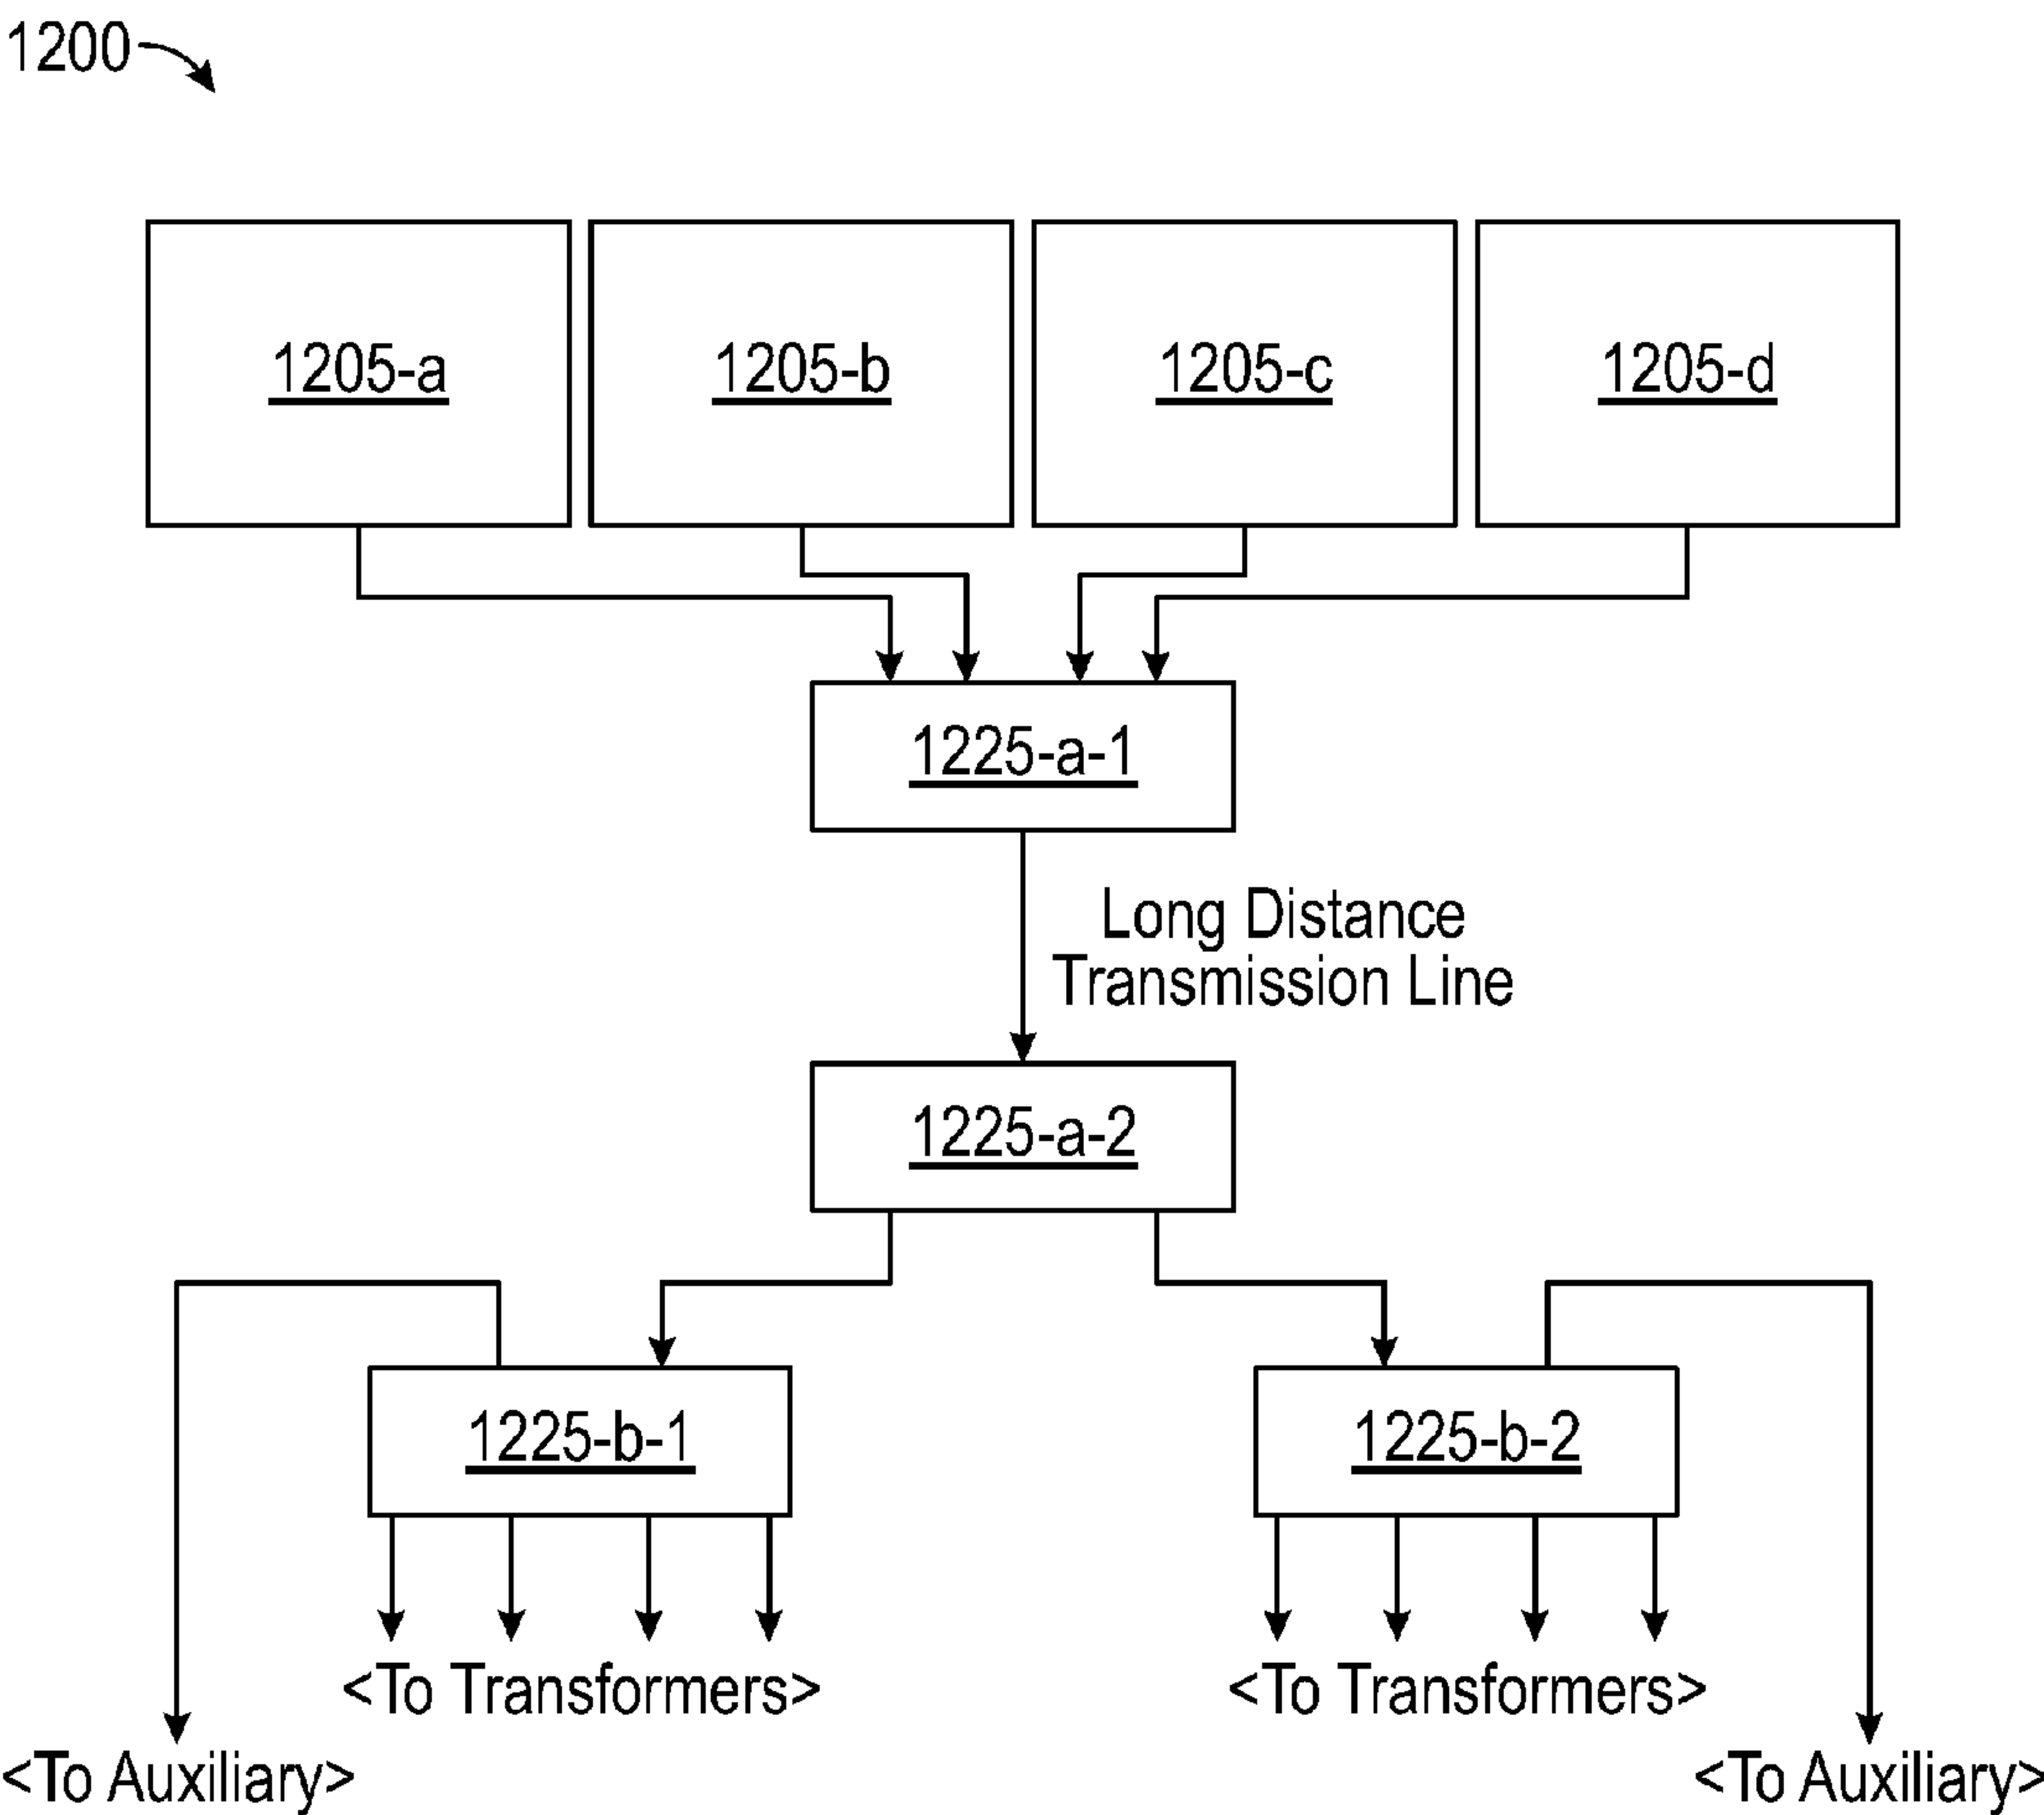 1200
1205-a
1205-b
1205-c
1205-d
1225-a-1
Long Distance
Transmission Line
1225-a-2
1225-b-1
1225-b-2
<To Transformers>
<To Transformers>
<To Auxiliary>
<To Auxiliary>